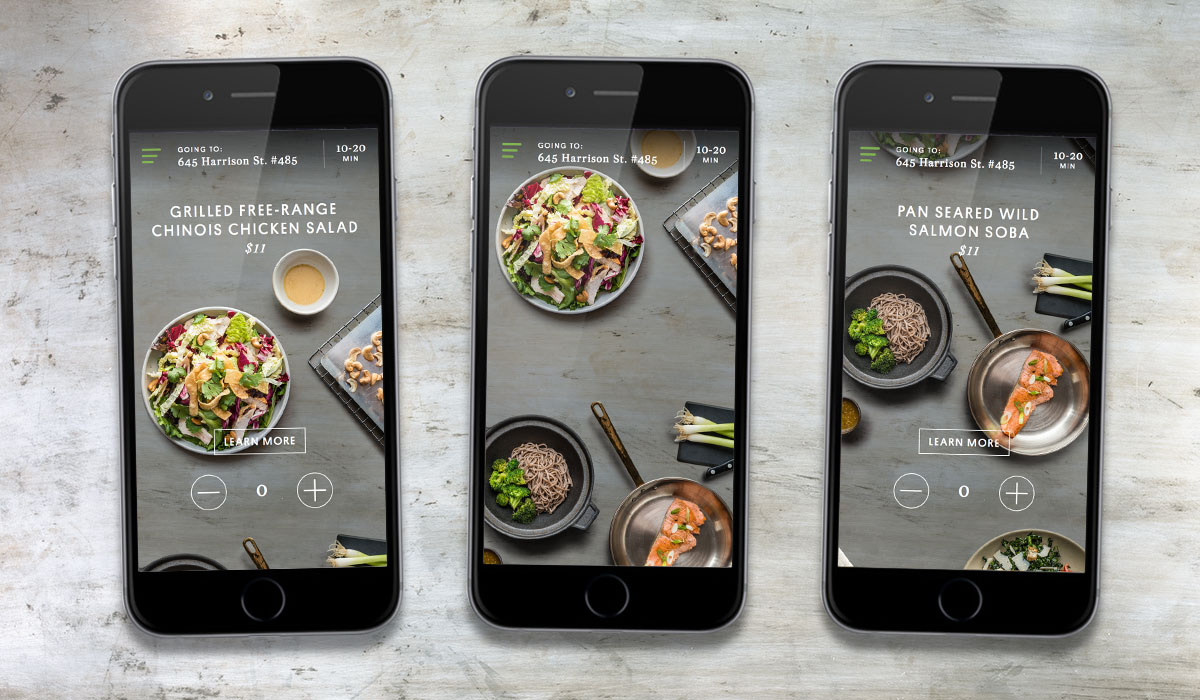 GOING TO:
645 Harrison St. #485
10-20
MIN
GRILLED FREE-RANGE
CHINOIS CHICKEN SALAD
$11
LEARN MORE
0
GOING TO:
645 Harrison St. #485
10-20
MIN
GOING TO:
645 Harrison St. #485
10-20
MIN
PAN SEARED WILD
SALMON SOBA
$11
LEARN MORE
0